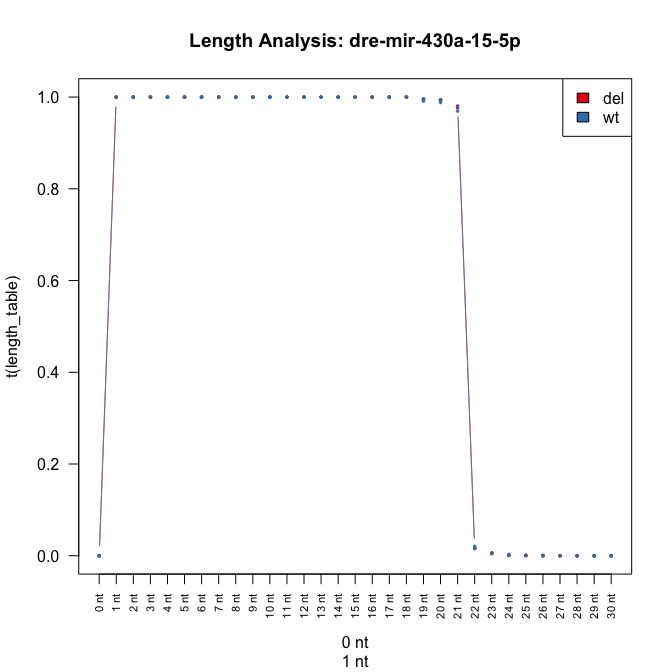 Length Analysis: dre-mir-430a-15-5p
del
wt
1.0
0.8
0.6
0.4
0.2
0.0
t(length_table)
0 nt
1 nt
2 nt
3 nt
4 nt
5 nt
6 nt
7 nt
8 nt
9 nt
10 nt
11 nt
12 nt
13 nt
14 nt
15 nt
16 nt
17 nt
18 nt
19 nt
20 nt
21 nt
22 nt
23 nt
24 nt
25 nt
26 nt
27 nt
28 nt
29 nt
30 nt
0 nt
1 nt